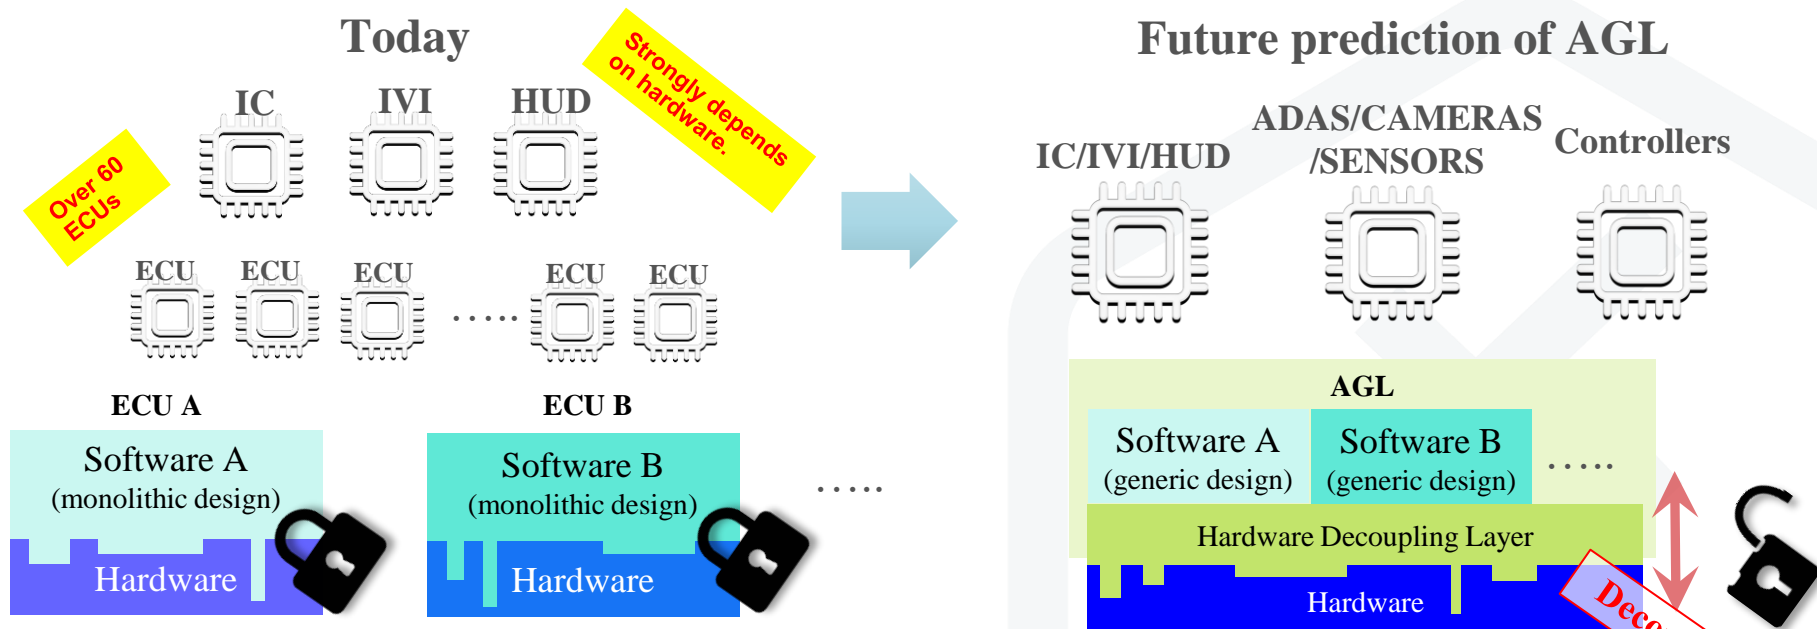 Today
IC
IVI
HUD
Strongly depends
on hardware.
Over 60
ECUs
ECU
ECU
ECU
.....
ECU
ECU
ECU A
ECU B
Software A
(monolithic design)
Hardware
Software B
(monolithic design)
Hardware
.....
Future prediction of AGL
IC/IVI/HUD
ADAS/CAMERAS
/SENSORS
Controllers
AGL
Software A
(generic design)
Software B
(generic design)
.....
Hardware Decoupling Layer
Hardware